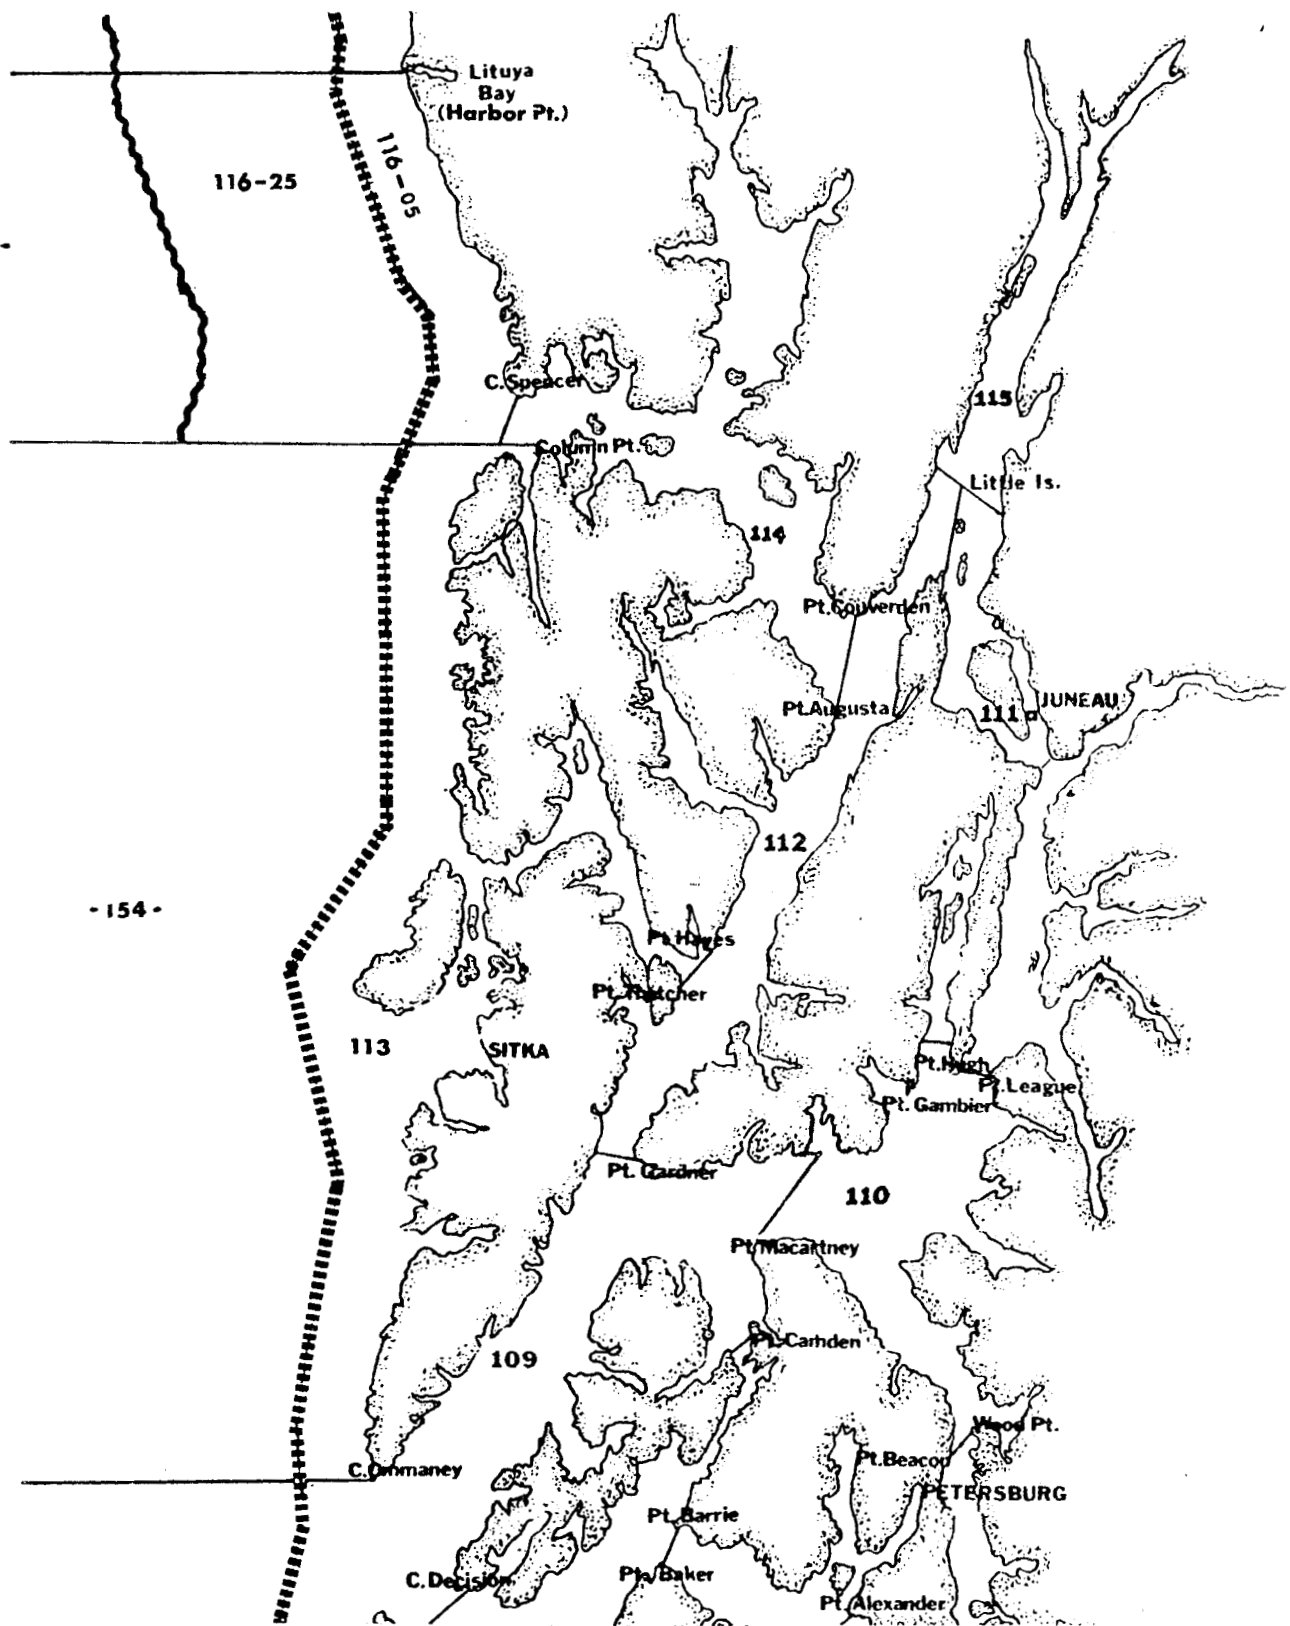 Lituya
Bay
(Harbor Pt.)
116-25
116-05
C. Spencer
115
Column Pt.
Little Is.
114
Pt. Couverden
JUNEAU
Pt. Augusta
111
112
-154-
Pt. Hayes
Pt. Thatcher
113
SITKA
Pt. Hugh
Pt. League
Pt. Gambier
Pt. Gardner
110
Pt. Macartney
Pt. Camden
109
Wood Pt.
Pt. Beacon
C. Ommaney
PETERSBURG
Pt. Barrie
Pt. Baker
C. Decision
Pt. Alexander